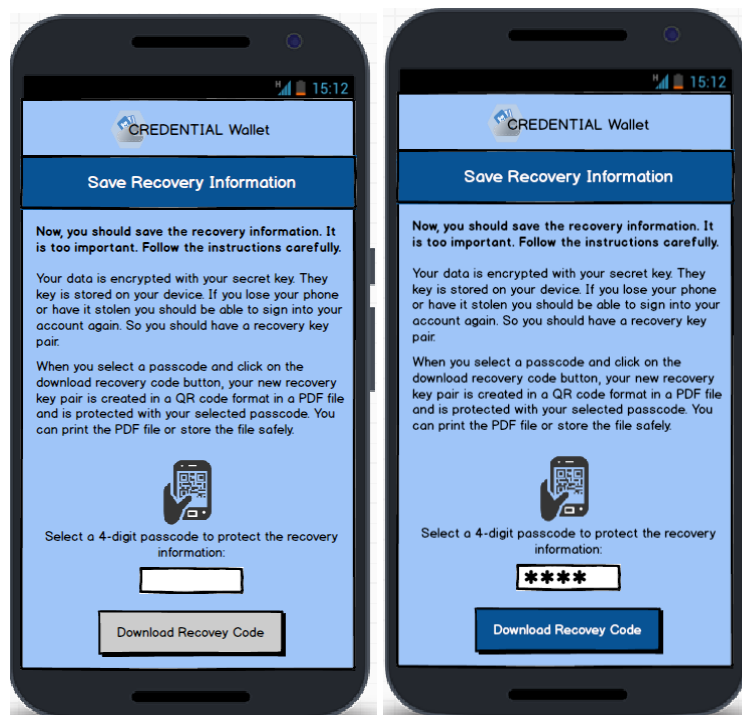 H 15:12
CREDENTIAL Wallet
Save Recovery Information
Now, you should save the recovery information. It
is too important. Follow the instructions carefully.
Your data is encrypted with your secret key. They
key is stored on your device. If you lose your phone
or have it stolen you should be able to sign into your
account again. So you should have a recovery key
pair.
When you select a passcode and click on the
download recovery code button, your new recovery
key pair is created in a QR code format in a PDF file
and is protected with your selected passcode. You
can print the PDF file or store the file safely.
Select a 4-digit passcode to protect the recovery
information:
Download Recovey Code
H 15:12
CREDENTIAL Wallet
Save Recovery Information
Now, you should save the recovery information. It
is too important. Follow the instructions carefully.
Your data is encrypted with your secret key. They
key is stored on your device. If you lose your phone
or have it stolen you should be able to sign into your
account again. So you should have a recovery key
pair.
When you select a passcode and click on the
download recovery code button, your new recovery
key pair is created in a QR code format in a PDF file
and is protected with your selected passcode. You
can print the PDF file or store the file safely.
Select a 4-digit passcode to protect the recovery
information:
****
Download Recovey Code